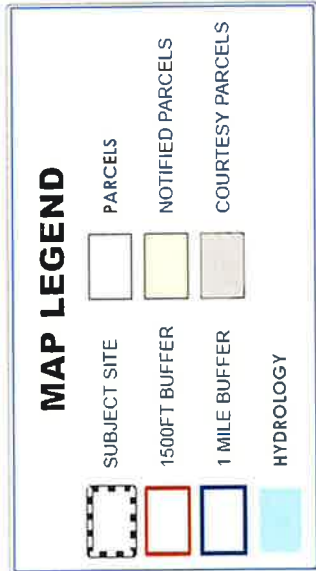 MAP LEGEND
SUBJECT SITE
PARCELS
1500FT BUFFER
NOTIFIED PARCELS
1 MILE BUFFER
COURTESY PARCELS
HYDROLOGY